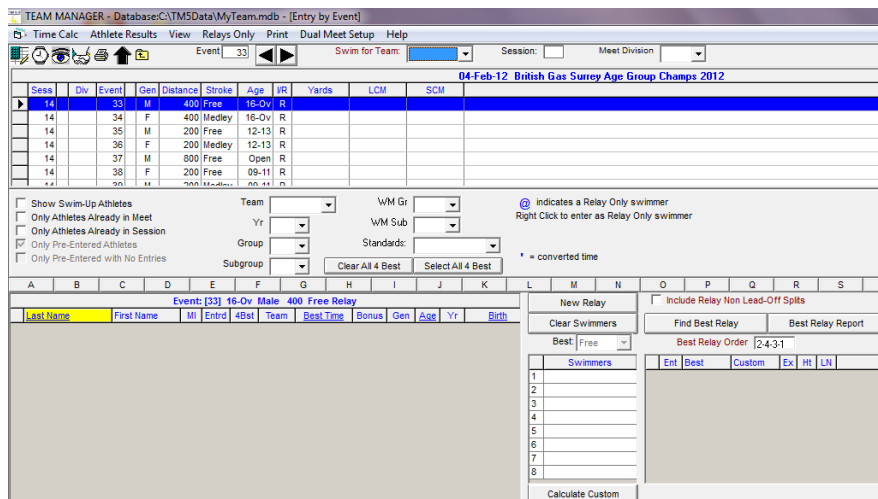 TEAM MANAGER - Database:C:\TM5Data\MyTeam.mdb - [Entry by Event]
Time Calc Athlete Results View Relays Only Print Dual Meet Setup Help
Event 33 Swim for Team: Session: Meet Division
04-Feb-12 British Gas Surrey Age Group Champs 2012
Sess Div Event Gen Distance Stroke Age I/R Yards LCM SCM
14 33 M 400 Free 16-Ov R
14 34 F 400 Medley 16-Ov R
14 35 M 200 Free 12-13 R
14 36 F 200 Medley 12-13 R
14 37 M 800 Free Open R
14 38 F 200 Free 09-11 R
14 39 M 200 Medley 09-11 R
Show Swim-Up Athletes Team WM Gr @ indicates a Relay Only swimmer
Only Athletes Already in Meet Right Click to enter as Relay Only swimmer
Only Athletes Already in Session Yr WM Sub
Only Pre-Entered Athletes Group Standards:
Only Pre-Entered with No Entries ' = converted time
Subgroup Clear All 4 Best Select All 4 Best
A B C D E F G H I J K L M N O P Q R S
Event: [33] 16-Ov Male 400 Free Relay New Relay Include Relay Non Lead-Off Splits
Last Name First Name MI Entrd 4Bst Team Best Time Bonus Gen Age Yr Birth
Clear Swimmers Find Best Relay Best Relay Report
Best: Free Best Relay Order 2-4-3-1
Swimmers Ent Best Custom Ex Ht LN
1
2
3
4
5
6
7
8
Calculate Custom